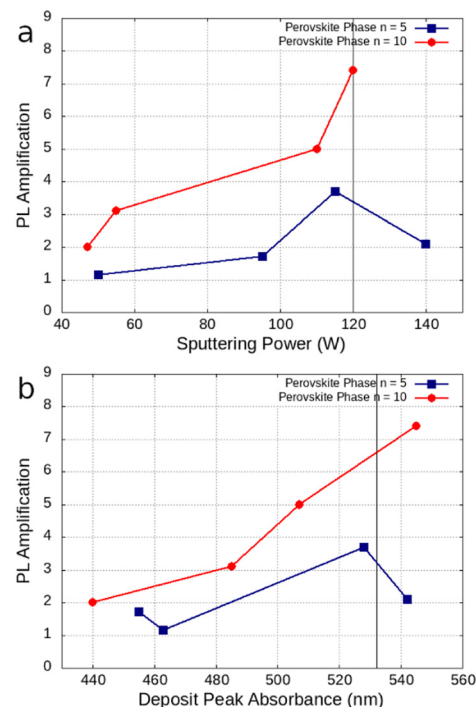 a
Perovskite Phase n = 5
Perovskite Phase n = 10
9
8
7
6
5
4
3
2
1
0
PL Amplification
40 60 80 100 120 140
Sputtering Power (W)
b
Perovskite Phase n = 5
Perovskite Phase n = 10
9
8
7
6
5
4
3
2
1
0
PL Amplification
440 460 480 500 520 540 560
Deposit Peak Absorbance (nm)